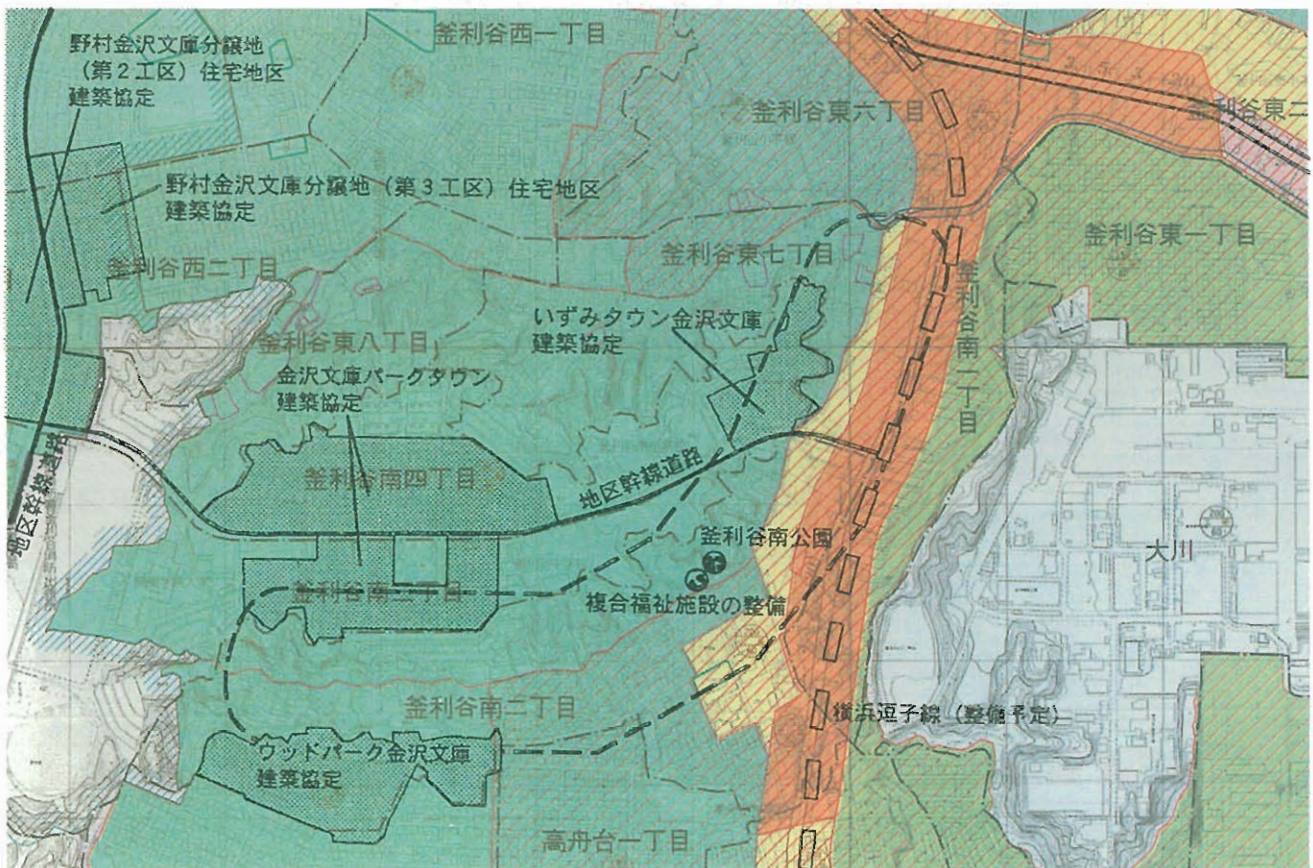 釜利谷西一丁目
野村金沢文庫分譲地
（第２工区）住宅地区
建築協定
釜利谷東六丁目
釜利谷東二
野村金沢文庫分譲地（第３工区）住宅地区
建築協定
釜利谷東一丁目
釜利谷東七丁目
釜利谷西二丁目
釜利谷南一丁目
いずみタウン金沢文庫
建築協定
釜利谷東八丁目
金沢文庫パークタウン
建築協定
釜利谷南四丁目
地区幹線道路
地区幹線道路
釜利谷南公園
大川
釜利谷南三丁目
複合福祉施設の整備
釜利谷南二丁目
横浜逗子線（整備予定）
ウッドパーク金沢文庫
建築協定
高舟台一丁目